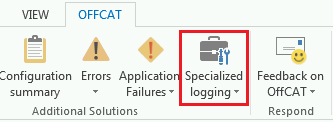 VIEW OFFCAT
Configuration summary
Errors
Application Failures
Specialized logging
Feedback on OffCAT
Additional Solutions
Respond